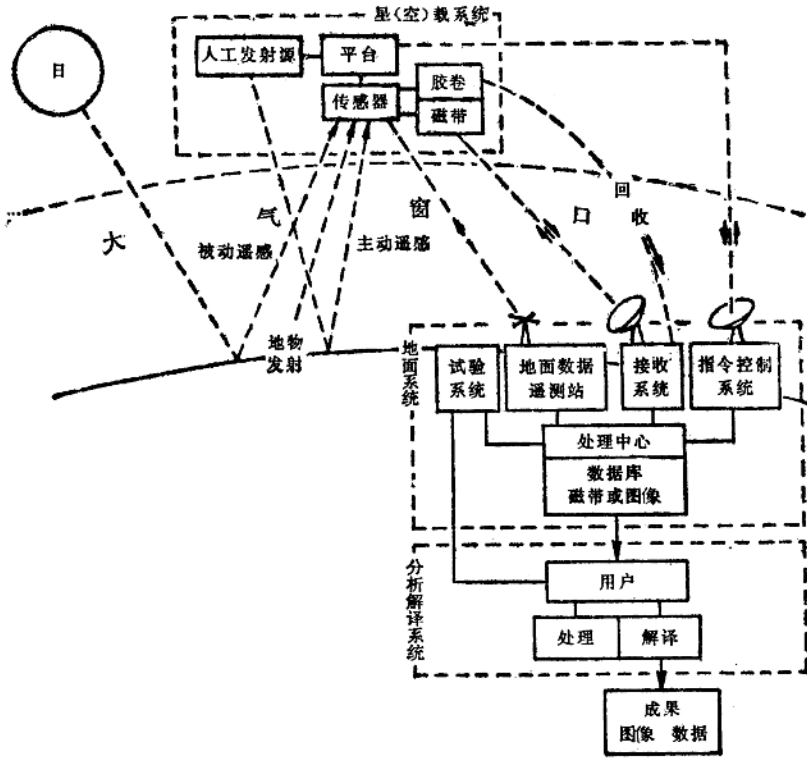 星(空)载系统
日
人工发射源
平台
胶卷
传感器
磁带
大
气
窗
口
回
收
被动遥感
主动遥感
地物
发射
地面系统
试验
系统
地面数据
遥测站
接收
系统
指令控制
系统
处理中心
数据库
磁带或图象
分析解译系统
用户
处理
解译
成果
图象 数据